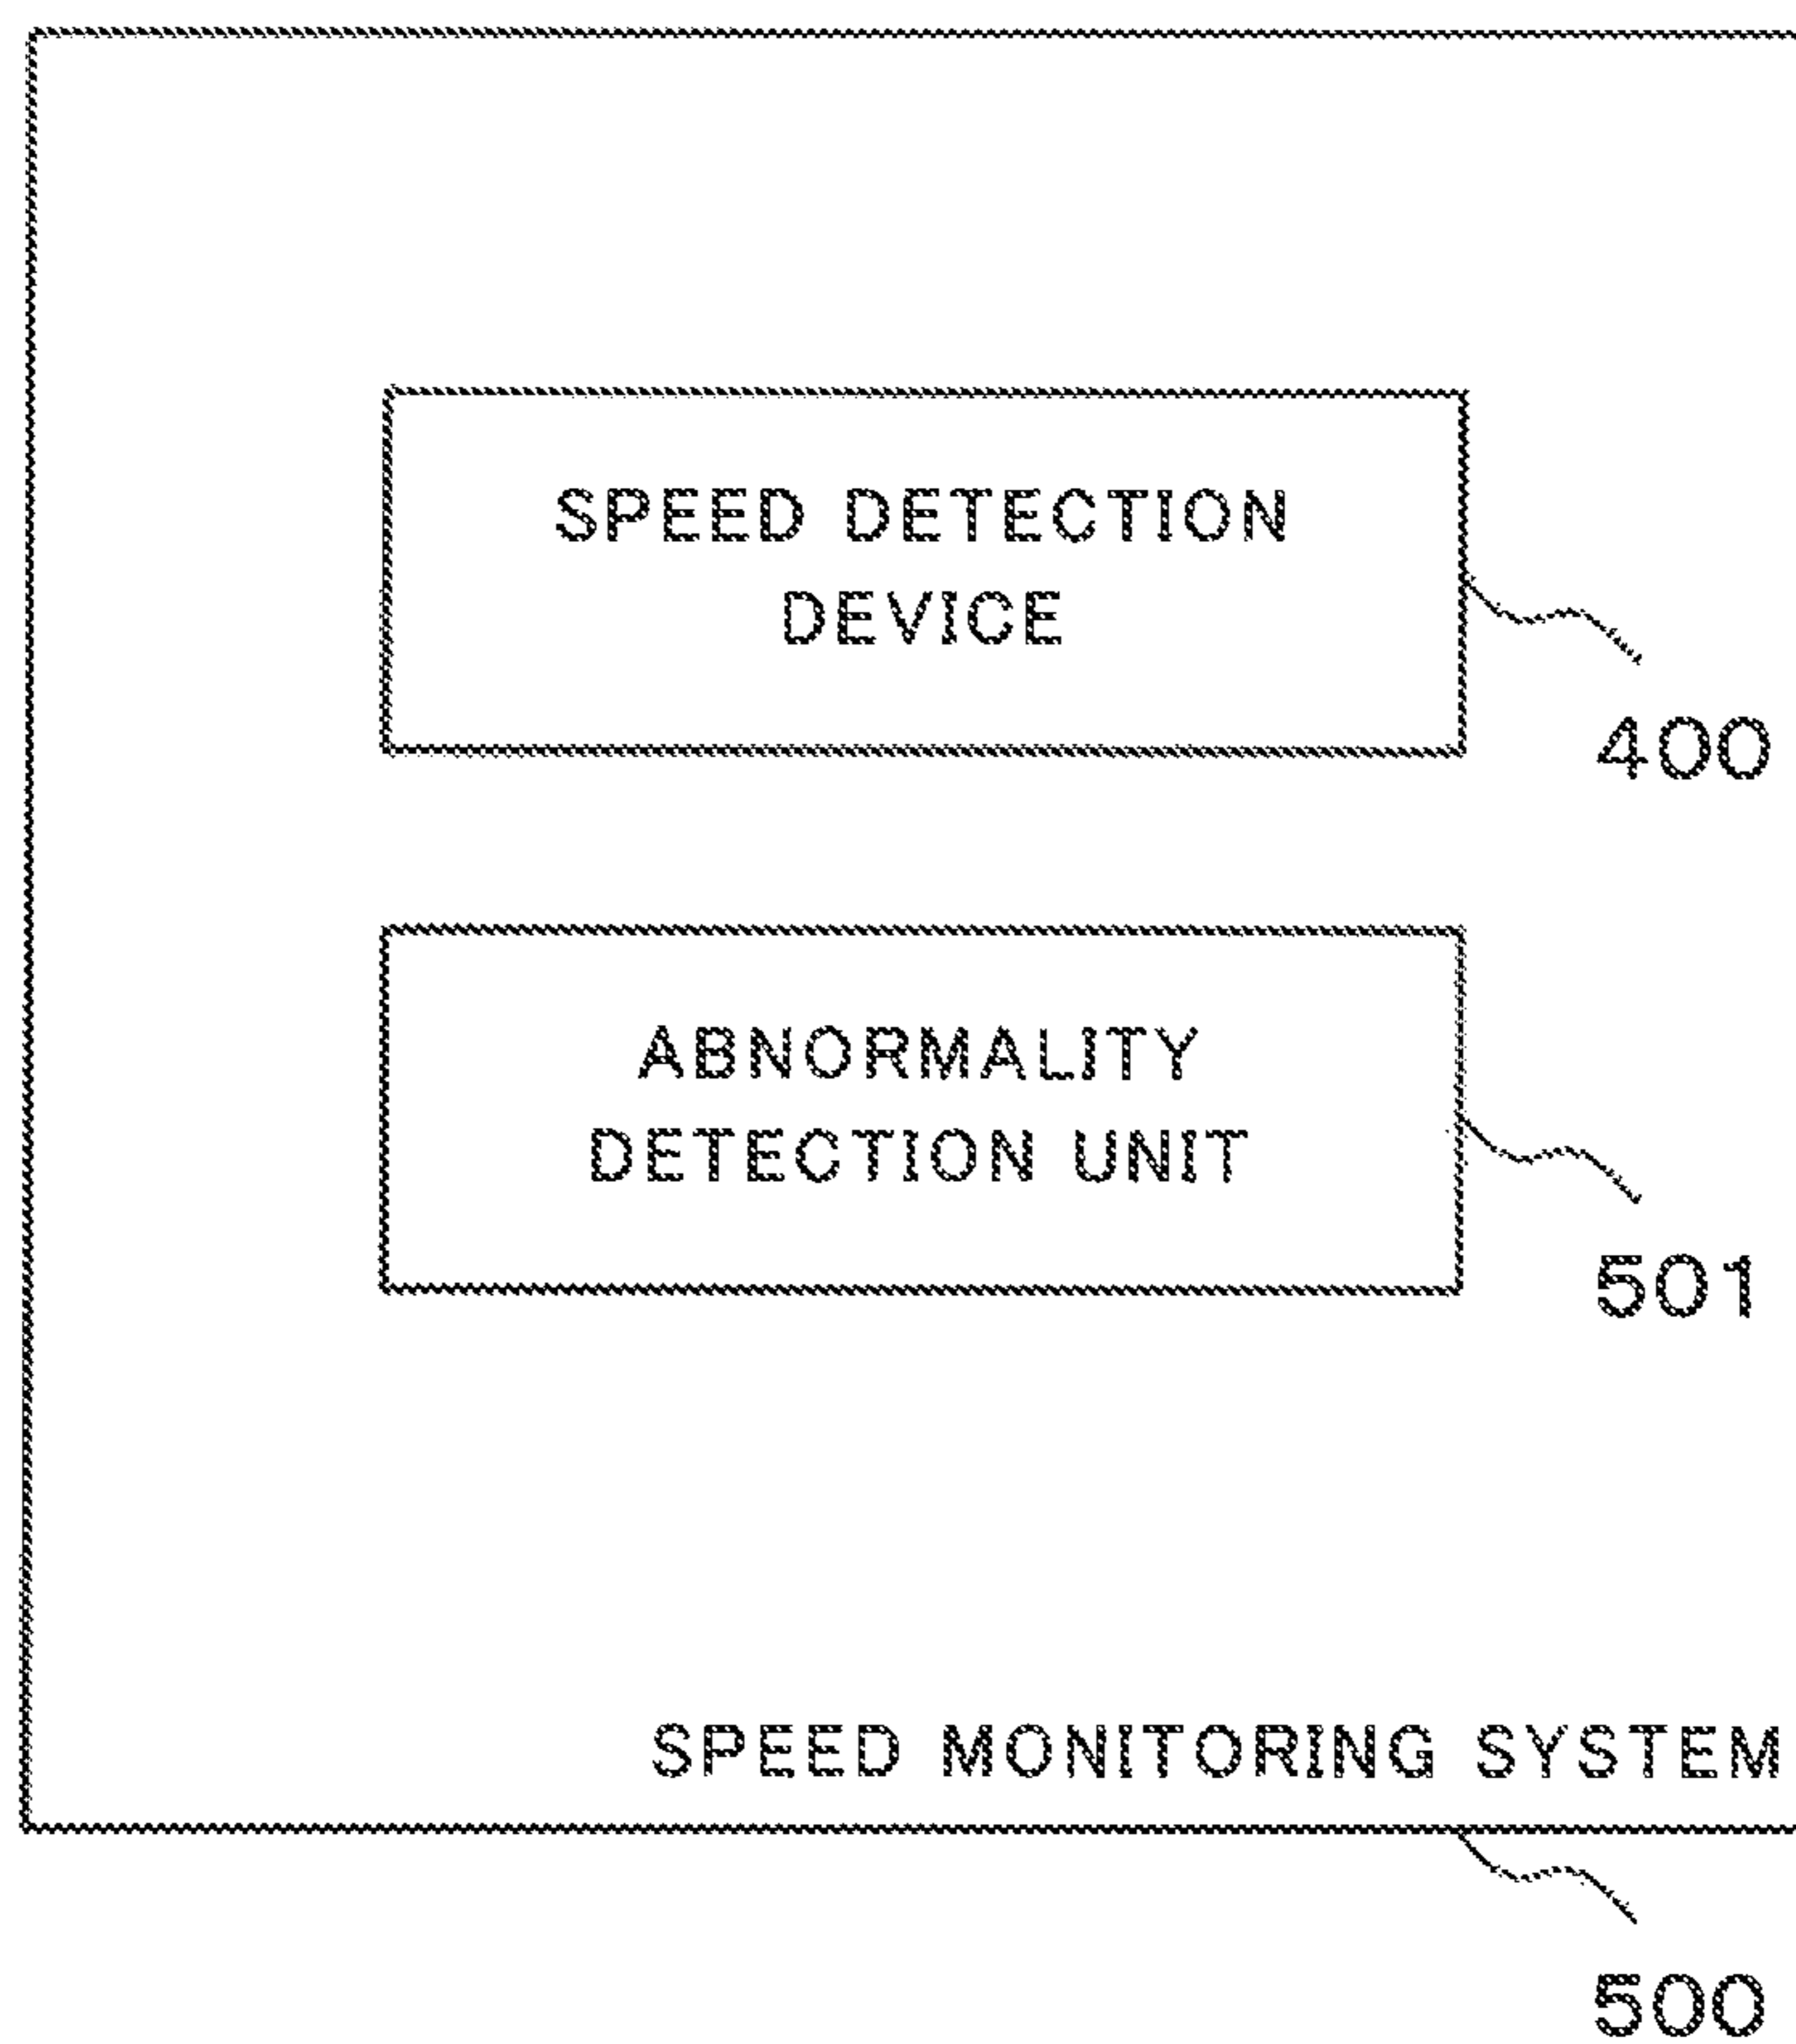 SPEED DETECTION
DEVICE
400
ABNORMALITY
DETECTION UNIT
501
SPEED MONITORING SYSTEM
500